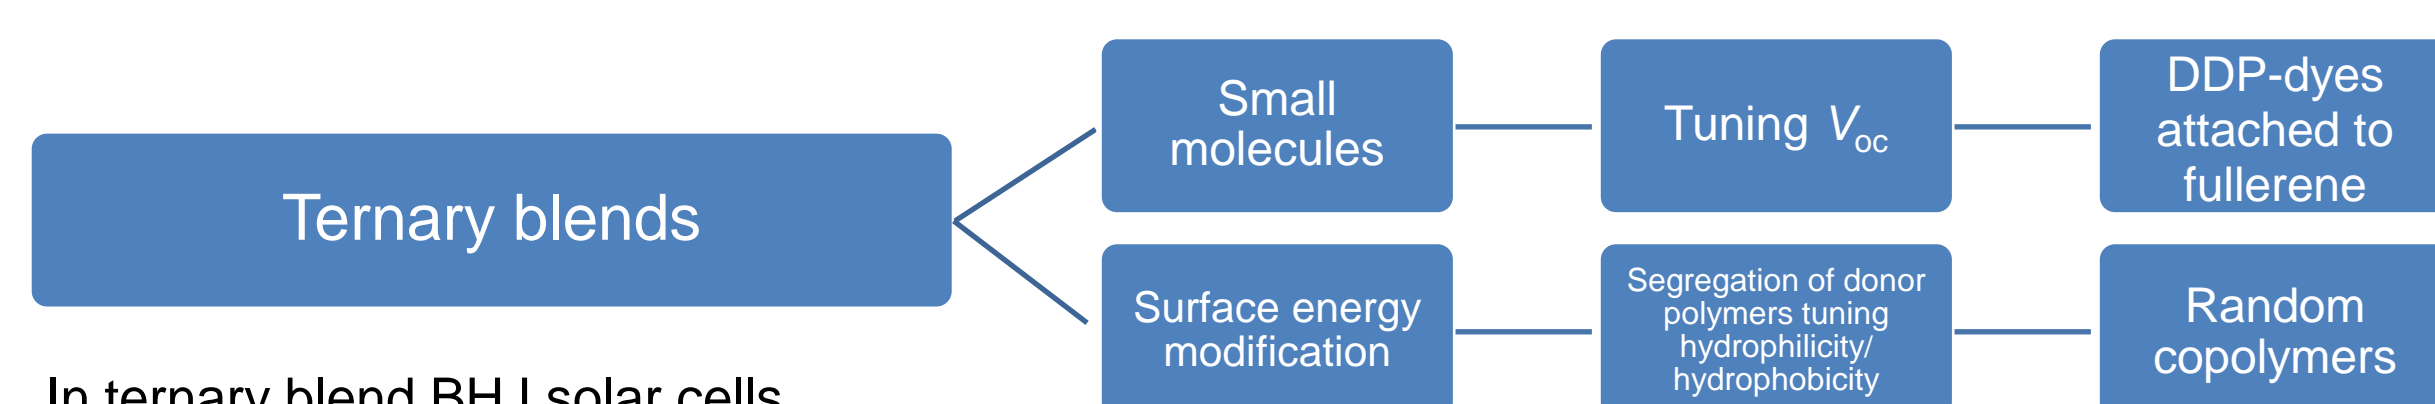 Ternary blends
Small
molecules
Tuning Voc
DDP-dyes
attached to
fullerene
Surface energy
modification
Segregation of donor
polymers tuning
hydrophilicity/
hydrophobicity
Random
copolymers
In ternary blend BHJ solar cells